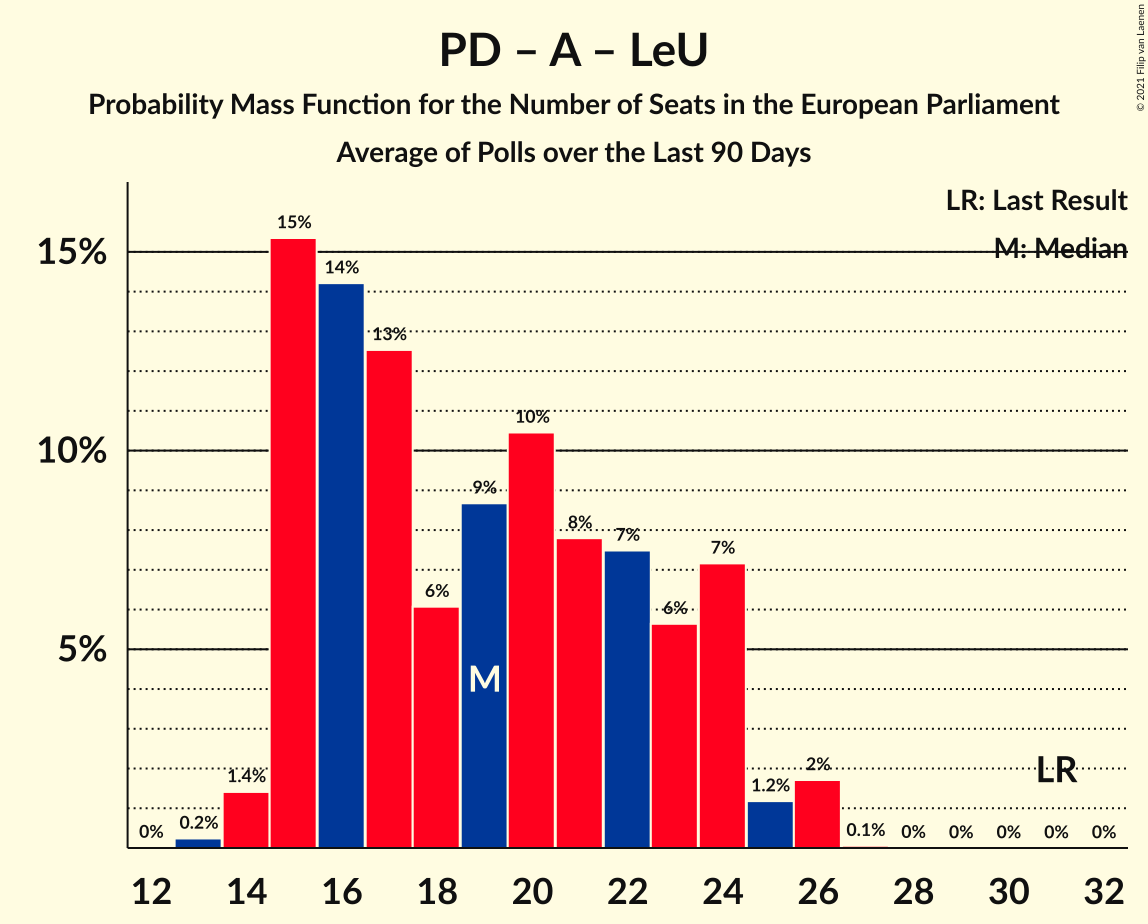 PD – A – LeU
Probability Mass Function for the Number of Seats in the European Parliament
Average of Polls over the Last 90 Days
© 2021 Filip van Laenen
LR: Last Result
M: Median
15%
10%
5%
0%
0.2%
1.4%
15%
14%
13%
6%
9%
10%
8%
7%
6%
7%
1.2%
2%
0.1%
0%
0%
0%
0%
0%
M
LR
12 14 16 18 20 22 24 26 28 30 32